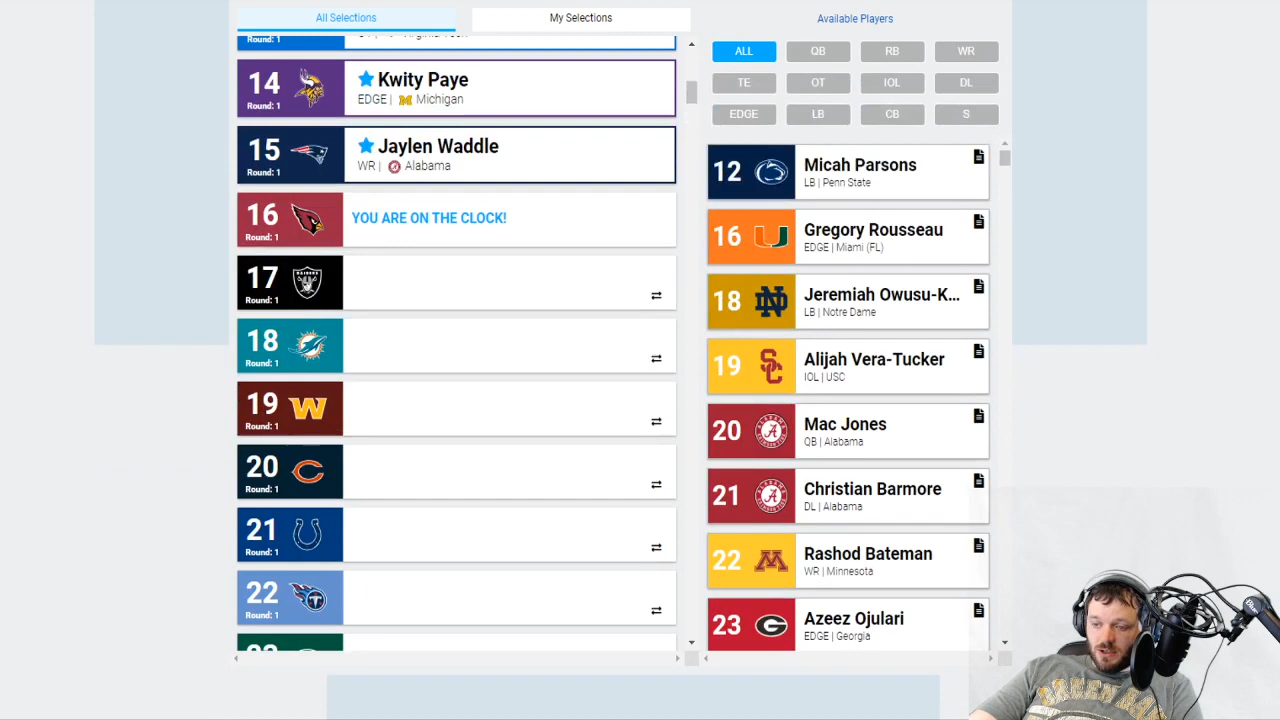 All Selections
My Selections
Available Players
Round: 1
14
Round: 1
Kwity Paye
EDGE | Michigan
15
Round: 1
Jaylen Waddle
WR | Alabama
16
Round: 1
YOU ARE ON THE CLOCK!
17
RAIDERS
Round: 1
18
Round: 1
19
Round: 1
20
Round: 1
21
Round: 1
22
Round: 1
ALL
QB
RB
WR
TE
OT
IOL
DL
EDGE
LB
CB
S
12
Micah Parsons
LB | Penn State
16
Gregory Rousseau
EDGE | Miami (FL)
18
Jeremiah Owusu-K...
LB | Notre Dame
19
Alijah Vera-Tucker
IOL | USC
20
Mac Jones
QB | Alabama
21
Christian Barmore
DL | Alabama
22
Rashod Bateman
WR | Minnesota
23
Azeez Ojulari
EDGE | Georgia